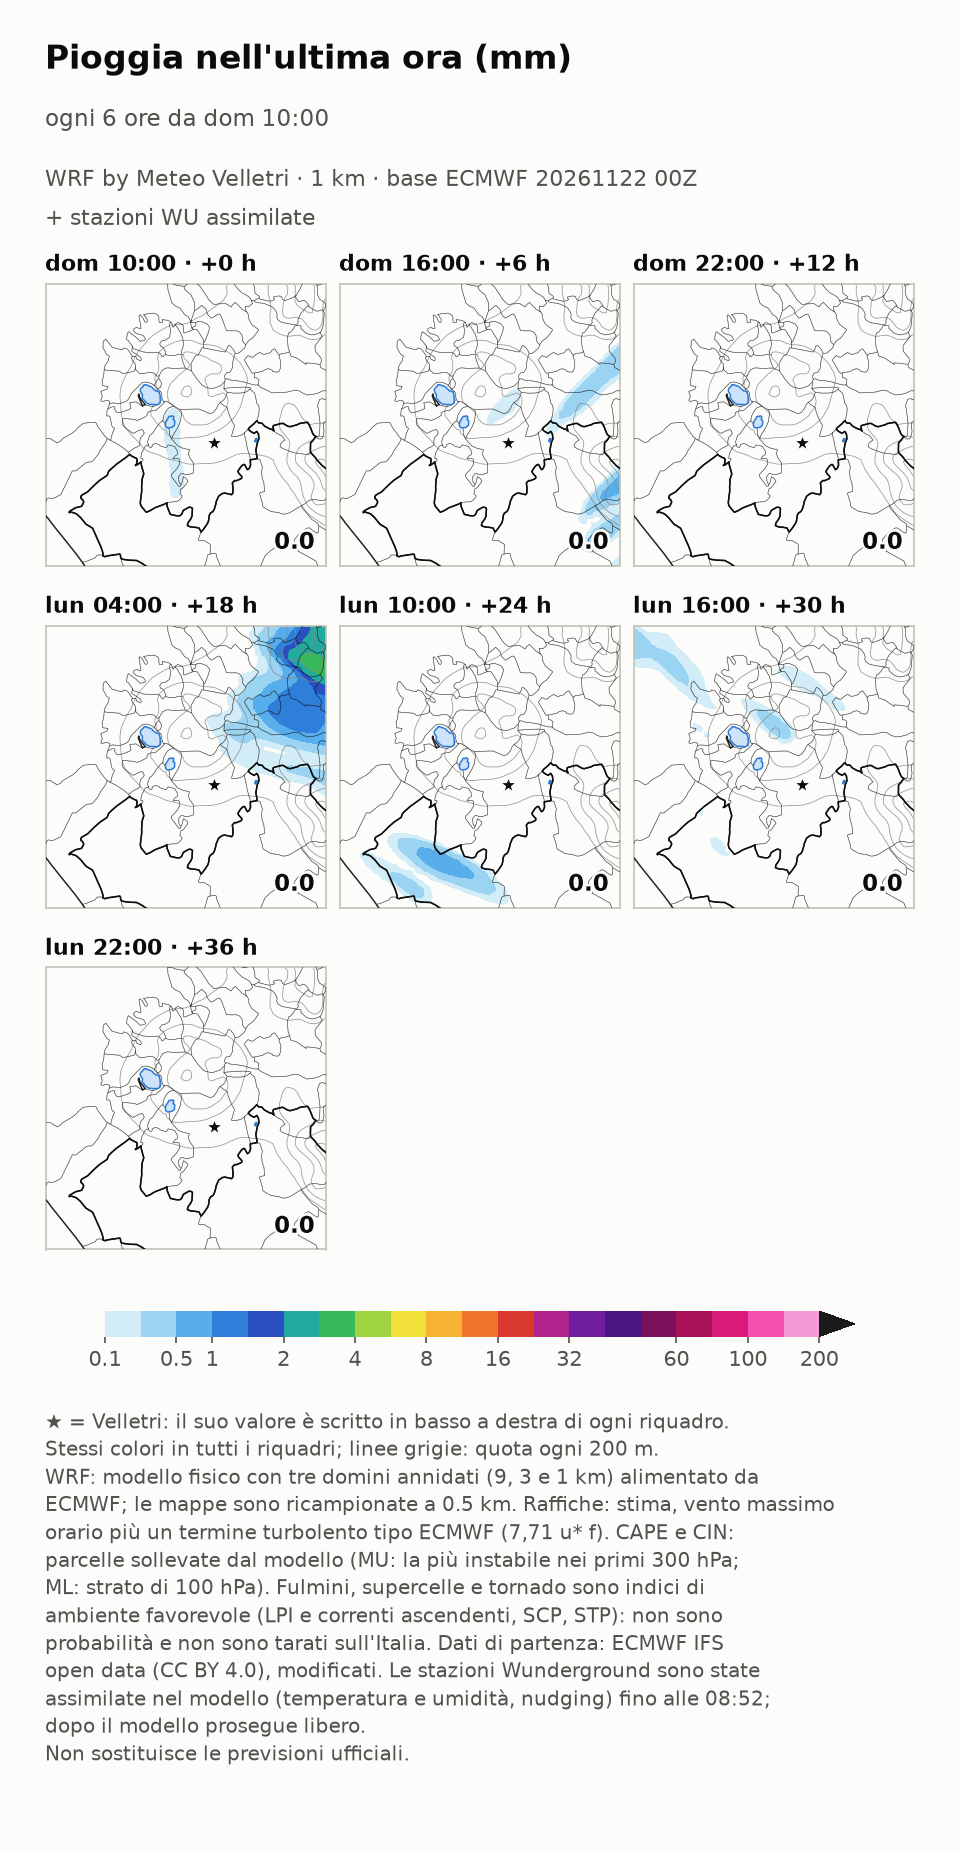 Pioggia nell'ultima ora (mm)
ogni 6 ore da dom 10:00
WRF by Meteo Velletri · 1 km · base ECMWF 20261122 00Z
+ stazioni WU assimilate
dom 10:00 · +0 h
dom 16:00 · +6 h
dom 22:00 · +12 h
0.0
0.0
0.0
lun 04:00 · +18 h
lun 10:00 · +24 h
lun 16:00 · +30 h
0.0
0.0
0.0
lun 22:00 · +36 h
0.0
0.1 0.5 1 2 4 8 16 32 60 100 200
★ = Velletri: il suo valore è scritto in basso a destra di ogni riquadro.
Stessi colori in tutti i riquadri; linee grigie: quota ogni 200 m.
WRF: modello fisico con tre domini annidati (9, 3 e 1 km) alimentato da
ECMWF; le mappe sono ricampionate a 0.5 km. Raffiche: stima, vento massimo
orario più un termine turbolento tipo ECMWF (7,71 u* f). CAPE e CIN:
parcelle sollevate dal modello (MU: la più instabile nei primi 300 hPa;
ML: strato di 100 hPa). Fulmini, supercelle e tornado sono indici di
ambiente favorevole (LPI e correnti ascendenti, SCP, STP): non sono
probabilità e non sono tarati sull'Italia. Dati di partenza: ECMWF IFS
open data (CC BY 4.0), modificati. Le stazioni Wunderground sono state
assimilate nel modello (temperatura e umidità, nudging) fino alle 08:52;
dopo il modello prosegue libero.
Non sostituisce le previsioni ufficiali.